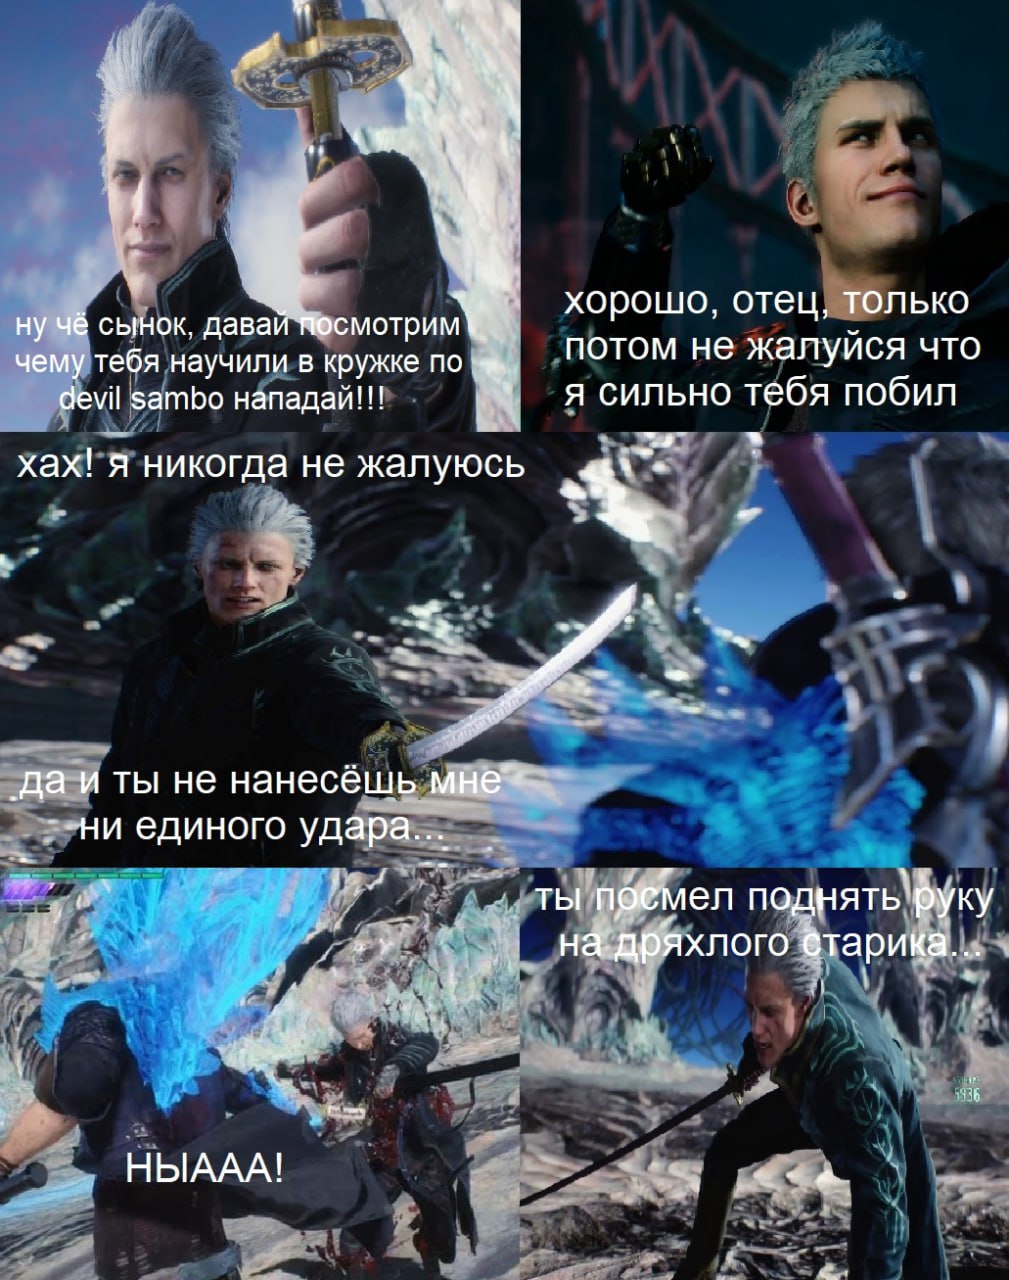 ну чё сынок, давай посмотрим
чему тебя научили в кружке по
devil sambo нападай!!!
хорошо, отец, только
потом не жалуйся что
я сильно тебя побил
хах! я никогда не жалуюсь
да и ты не нанесёшь мне
ни единого удара...
НЫААА!
ты посмел поднять руку
на дряхлого старика...
5936